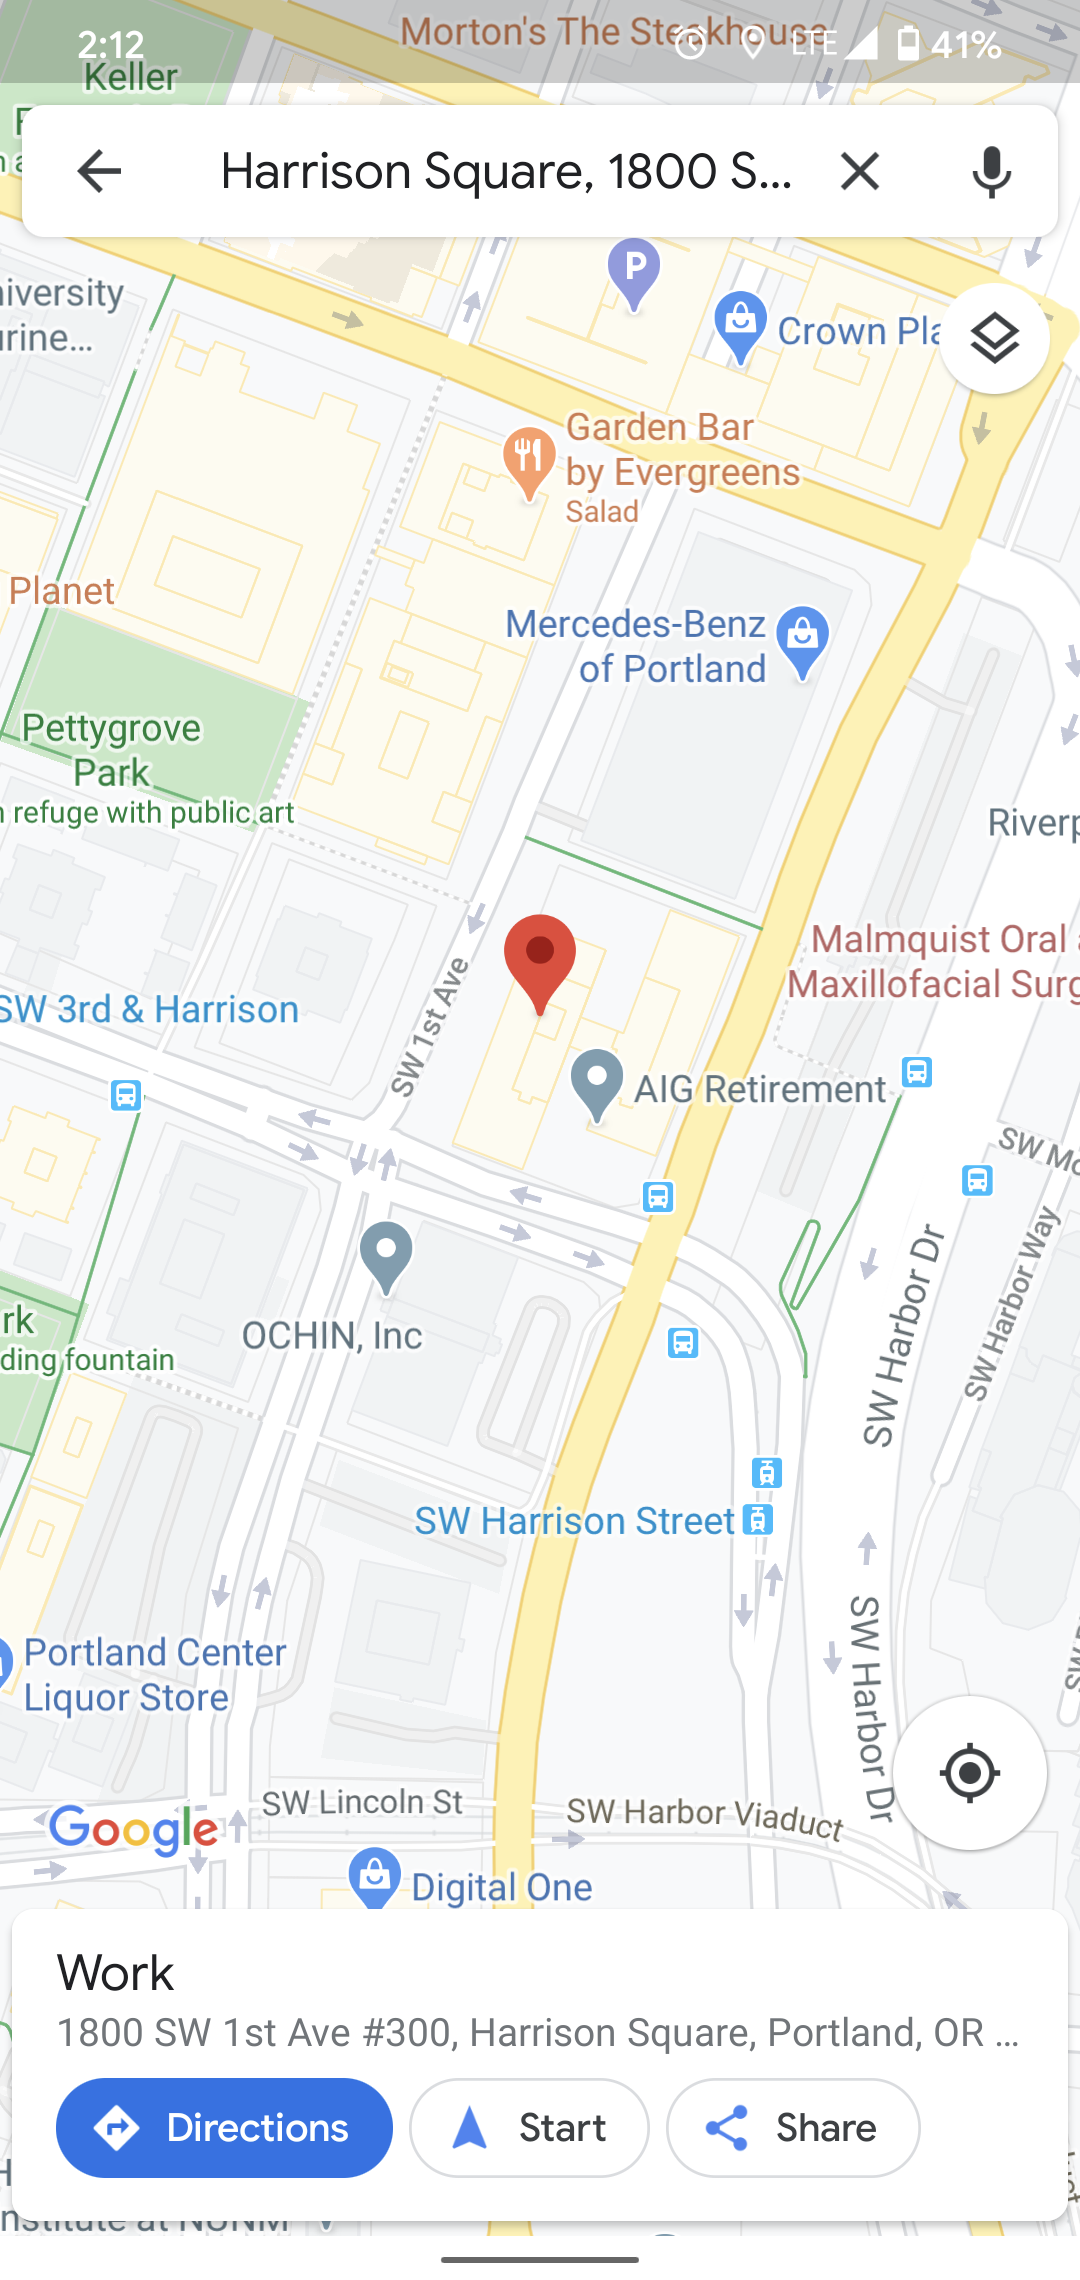 Morton's The Steakhouse
2:12
LTE
41%
Keller
Harrison Square, 1800 S...
P
iversity
urine...
Crown Pla
Garden Bar
by Evergreens
Salad
Planet
Mercedes-Benz
of Portland
Pettygrove
Park
refuge with public art
Riverp
Malmquist Oral
Maxillofacial Surg
SW 1st Ave
SW 3rd & Harrison
AIG Retirement
SW Mo
SW Harbor Way
SW Harbor Dr
rk
ding fountain
OCHIN, Inc
SW Harrison Street
SW Harbor Dr
Portland Center
Liquor Store
SW Lincoln St
SW Harbor Viaduct
Google
Digital One
Work
1800 SW 1st Ave #300, Harrison Square, Portland, OR ...
Directions
Start
Share
nstitute at NUNM